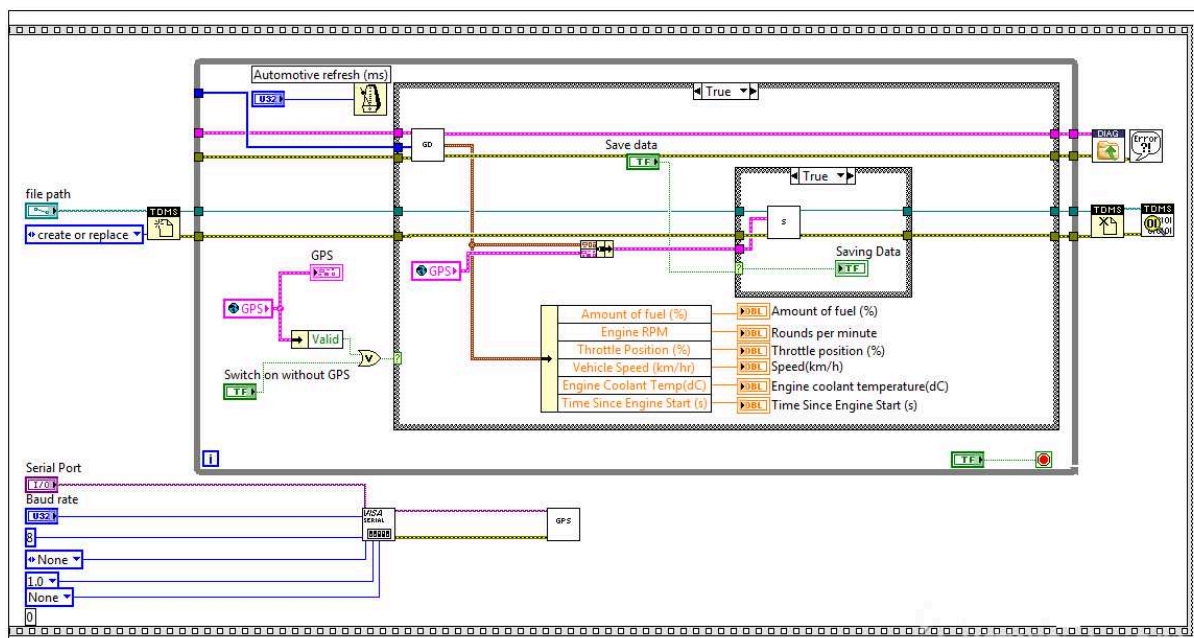 Automotive refresh (ms)
U32
True
GD
DIAG
Error
?!
Save data
TF
True
file path
TDMS
create or replace
S
TDMS
TDMS
Saving Data
TF
GPS
GPS
GPS
Valid
V
?
?
Switch on without GPS
TF
Amount of fuel (%)
DBL
Amount of fuel (%)
Engine RPM
DBL
Rounds per minute
Throttle Position (%)
DBL
Throttle position (%)
Vehicle Speed (km/hr)
DBL
Speed(km/h)
Engine Coolant Temp(dC)
DBL
Engine coolant temperature(dC)
Time Since Engine Start (s)
DBL
Time Since Engine Start (s)
i
TF
Serial Port
I/O
Baud rate
U32
VISA
SERIAL
GPS
8
None
1.0
None
0